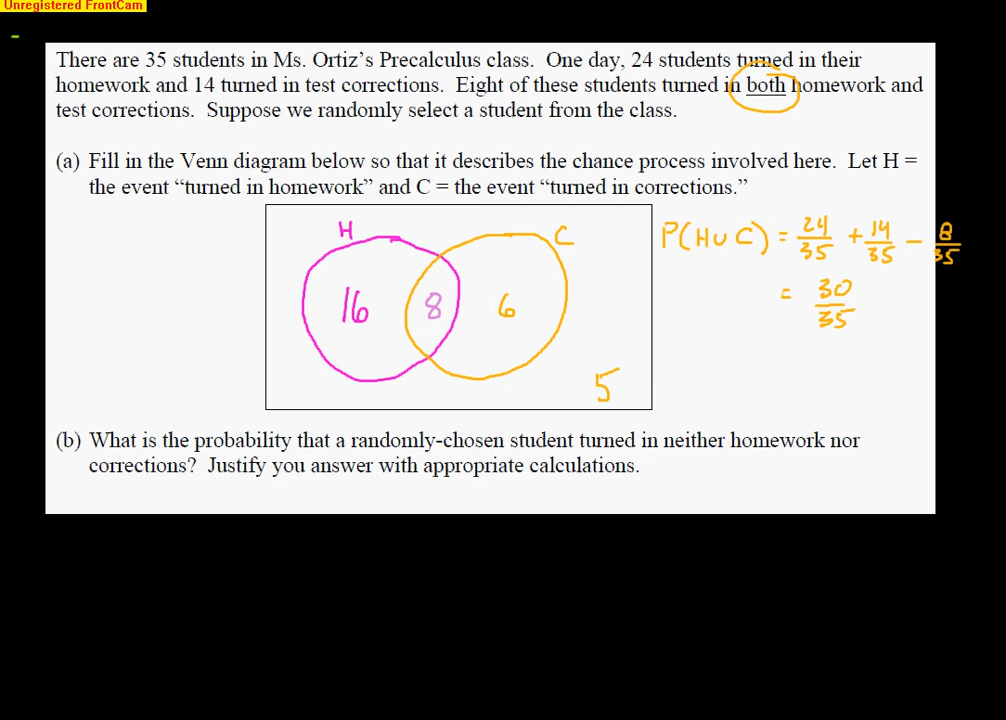 Unregistered FrontCam
There are 35 students in Ms. Ortiz's Precalculus class. One day, 24 students turned in their
homework and 14 turned in test corrections. Eight of these students turned in both homework and
test corrections. Suppose we randomly select a student from the class.
(a) Fill in the Venn diagram below so that it describes the chance process involved here. Let H =
the event “turned in homework” and C = the event “turned in corrections.”
H
C
16
8
6
5
P(H∪C) = 24/35 + 14/35 − 8/35
= 30/35
(b) What is the probability that a randomly-chosen student turned in neither homework nor
corrections? Justify you answer with appropriate calculations.